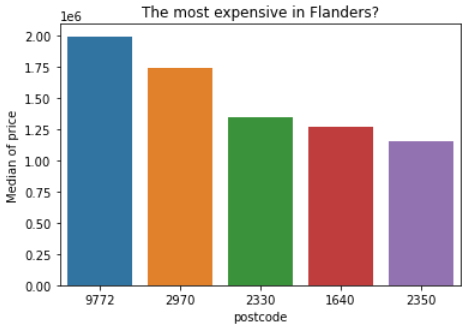 The most expensive in Flanders?
1e6
2.00
1.75
1.50
1.25
1.00
0.75
0.50
0.25
0.00
Median of price
9772 2970 2330 1640 2350
postcode